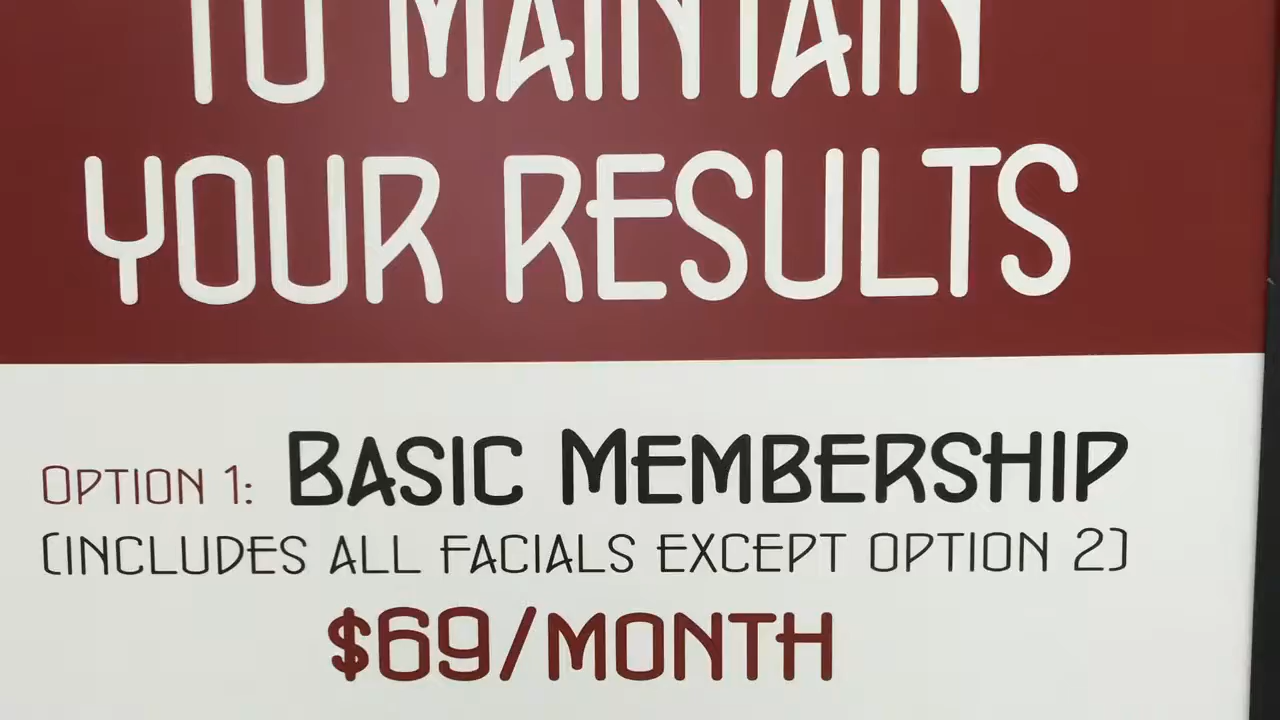 TO MAINTAIN
YOUR RESULTS
OPTION 1: BASIC MEMBERSHIP
(INCLUDES ALL FACIALS EXCEPT OPTION 2)
$69/MONTH